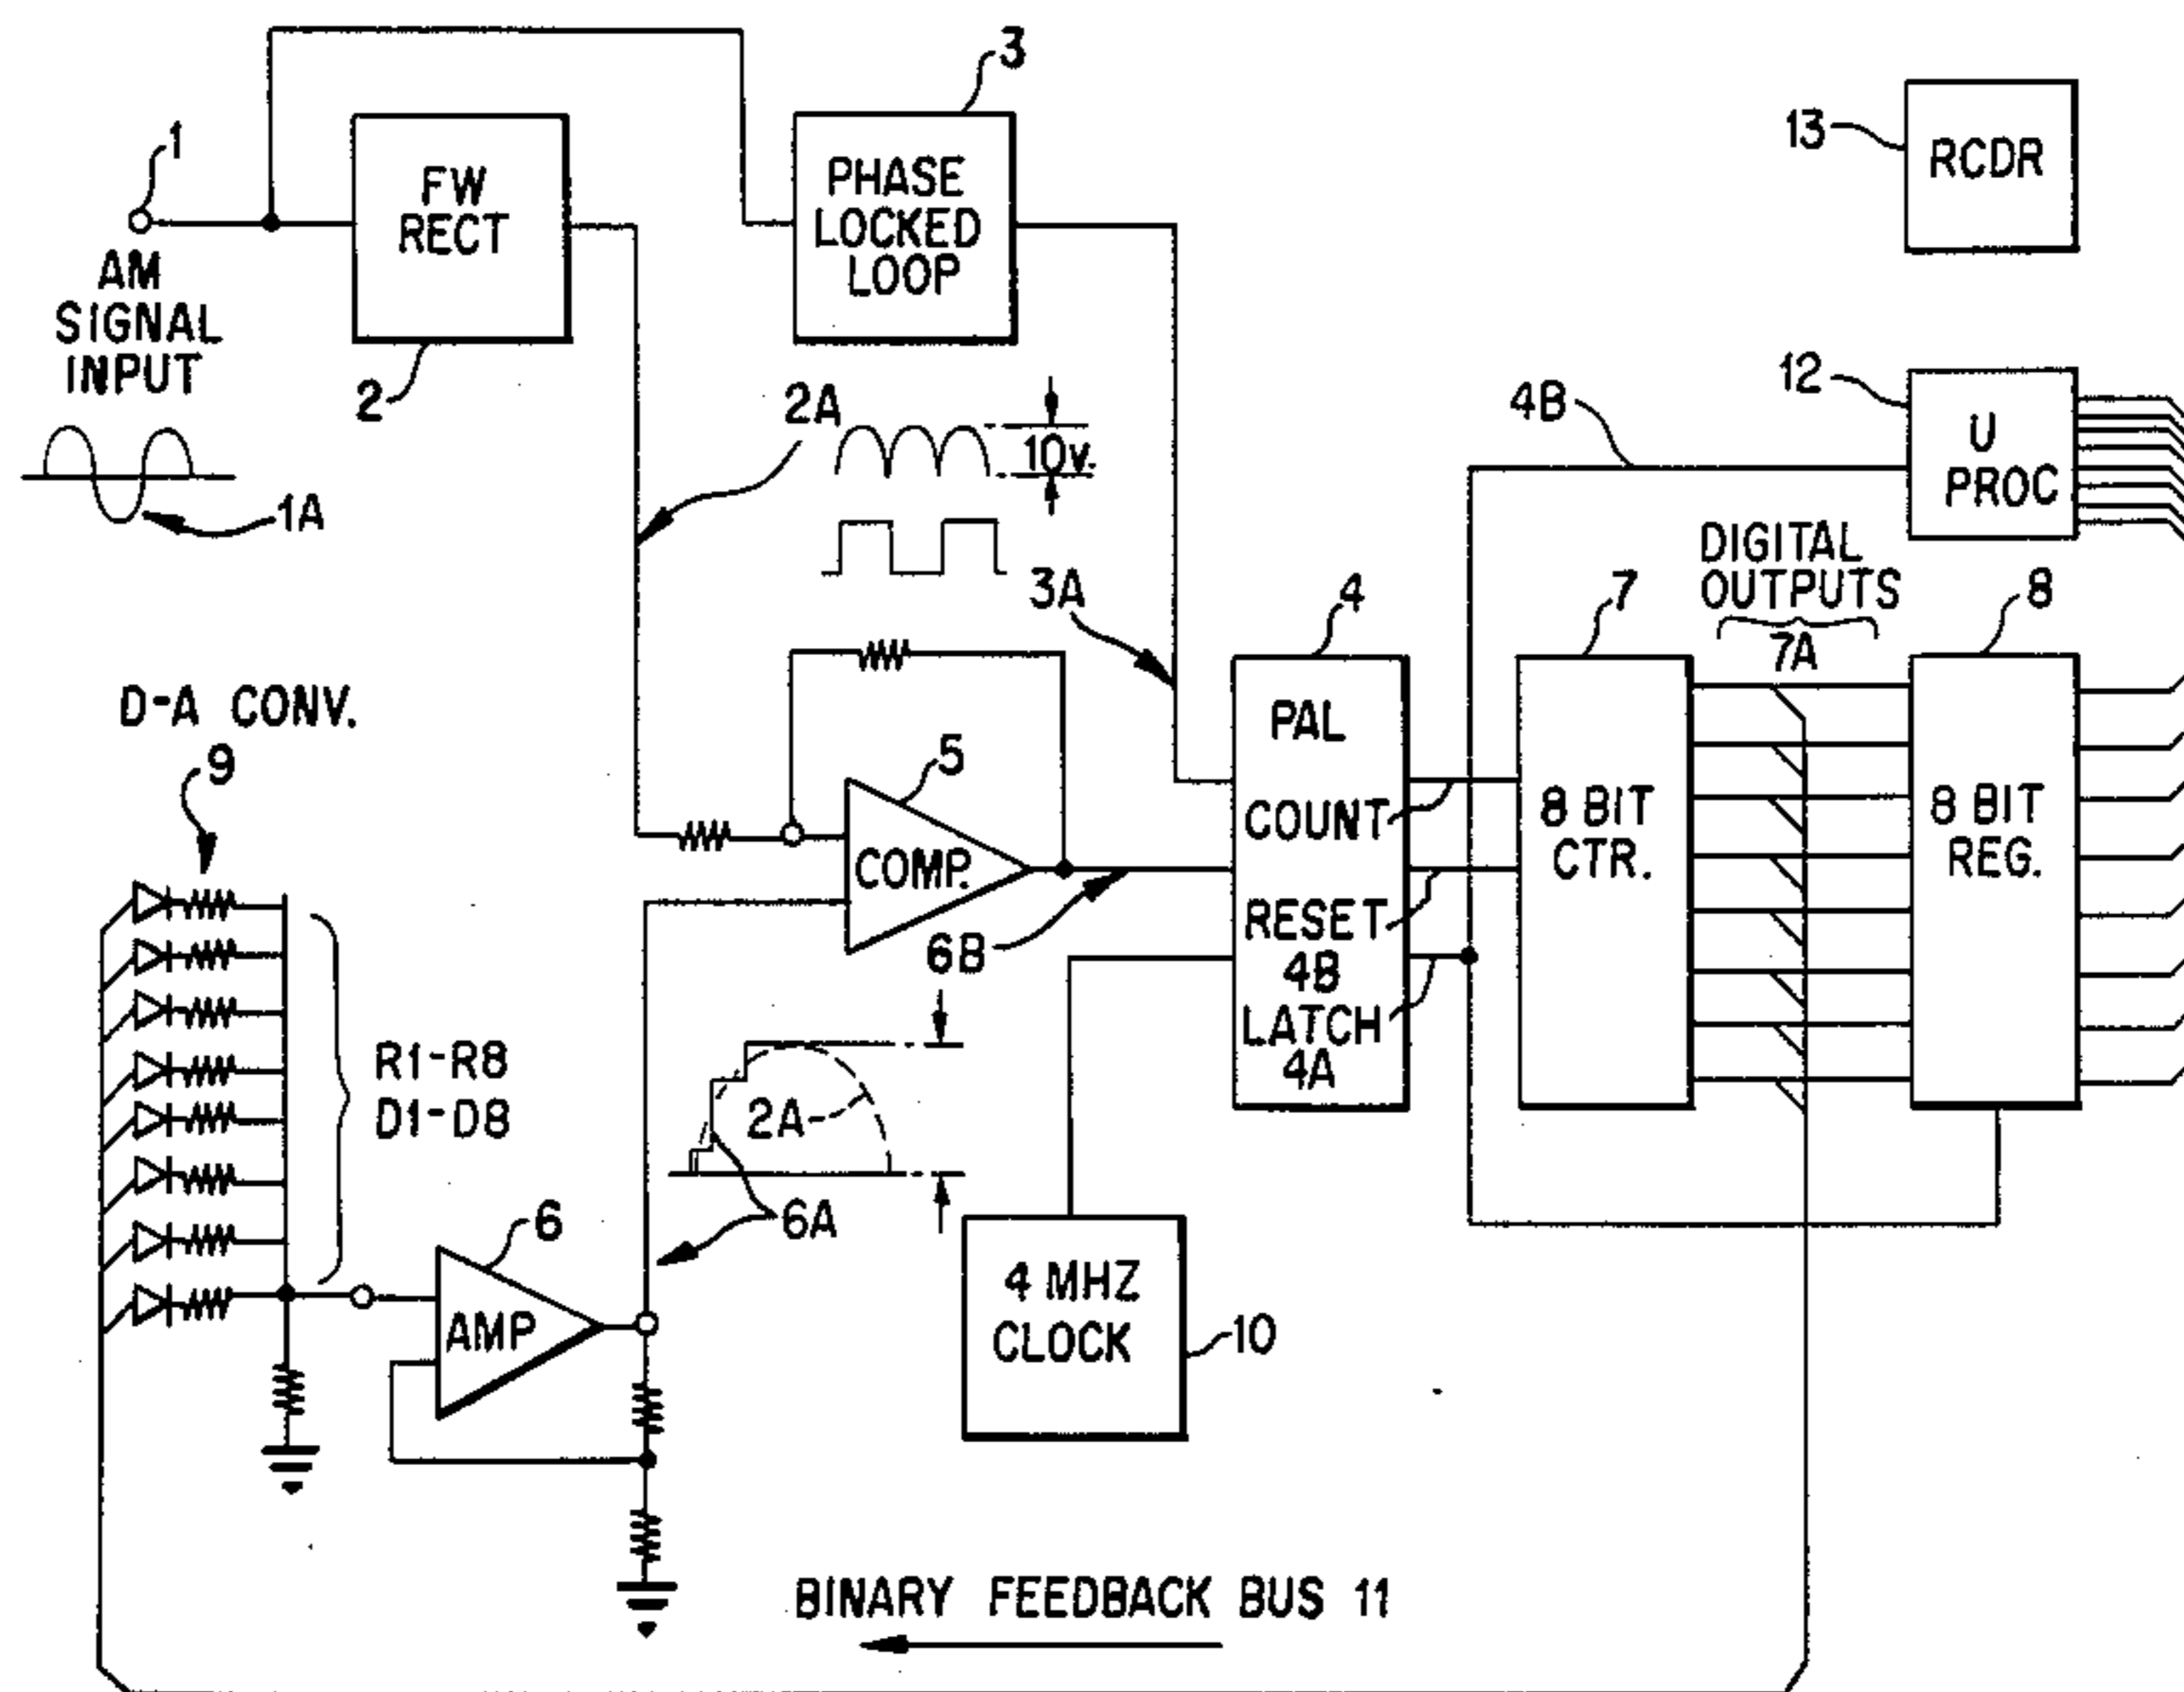 1
AM
SIGNAL
INPUT
1A
FW
RECT
2
PHASE
LOCKED
LOOP
3
2A
10v.
3A
13
RCDR
12
U
PROC
4B
DIGITAL
OUTPUTS
7A
4
PAL
COUNT
RESET
4B
LATCH
4A
7
8 BIT
CTR.
8
8 BIT
REG.
D-A CONV.
9
R1-R8
D1-D8
5
COMP.
6B
2A
6A
6
AMP
4 MHZ
CLOCK
10
BINARY FEEDBACK BUS 11